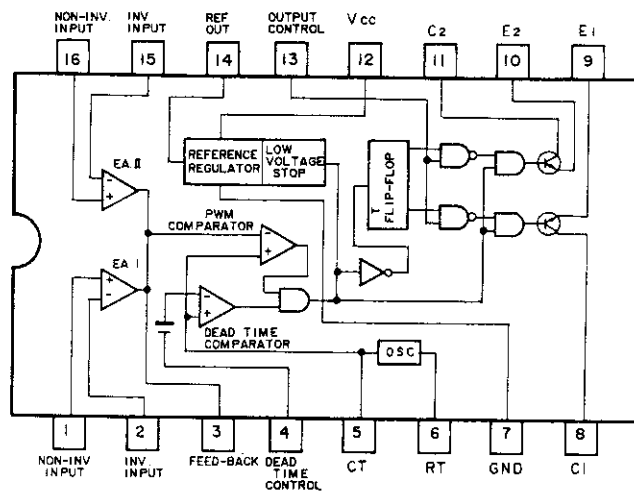 NON-INV.
INPUT
INV
INPUT
REF
OUT
OUTPUT
CONTROL
Vcc
C2
E2
E1
16
15
14
13
12
11
10
9
REFERENCE
REGULATOR
LOW
VOLTAGE
STOP
T
FLIP-FLOP
EA.II
PWM
COMPARATOR
EA. I
DEAD TIME
COMPARATOR
OSC
1
2
3
4
5
6
7
8
NON-INV
INPUT
INV.
INPUT
FEED-BACK
DEAD
TIME
CONTROL
CT
RT
GND
C1